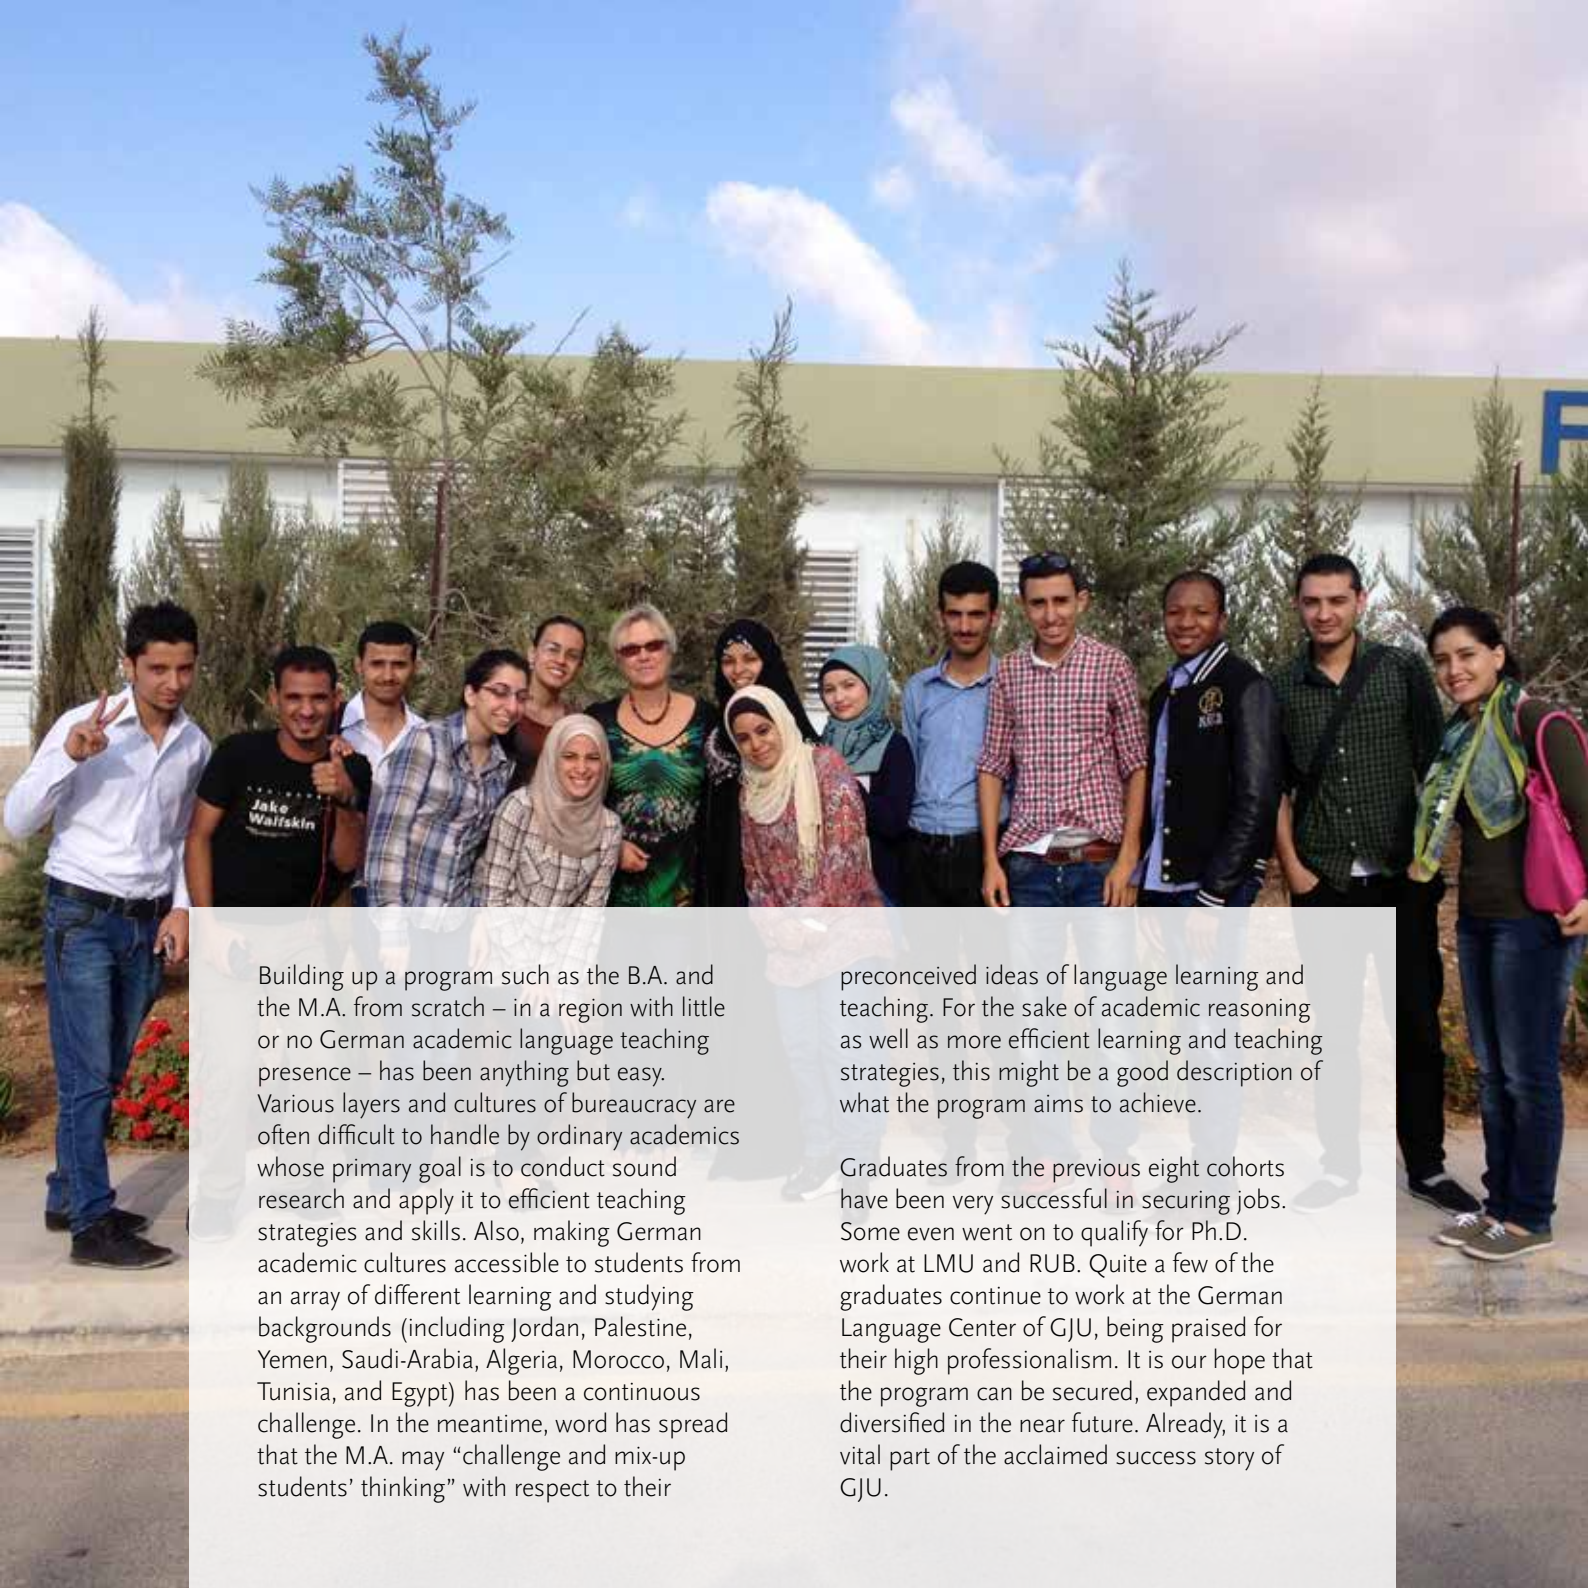 F
Jake
Walfskin
Building up a program such as the B.A. and
the M.A. from scratch – in a region with little
or no German academic language teaching
presence – has been anything but easy.
Various layers and cultures of bureaucracy are
often difficult to handle by ordinary academics
whose primary goal is to conduct sound
research and apply it to efficient teaching
strategies and skills. Also, making German
academic cultures accessible to students from
an array of different learning and studying
backgrounds (including Jordan, Palestine,
Yemen, Saudi-Arabia, Algeria, Morocco, Mali,
Tunisia, and Egypt) has been a continuous
challenge. In the meantime, word has spread
that the M.A. may “challenge and mix-up
students’ thinking” with respect to their
preconceived ideas of language learning and
teaching. For the sake of academic reasoning
as well as more efficient learning and teaching
strategies, this might be a good description of
what the program aims to achieve.
Graduates from the previous eight cohorts
have been very successful in securing jobs.
Some even went on to qualify for Ph.D.
work at LMU and RUB. Quite a few of the
graduates continue to work at the German
Language Center of GJU, being praised for
their high professionalism. It is our hope that
the program can be secured, expanded and
diversified in the near future. Already, it is a
vital part of the acclaimed success story of
GJU.